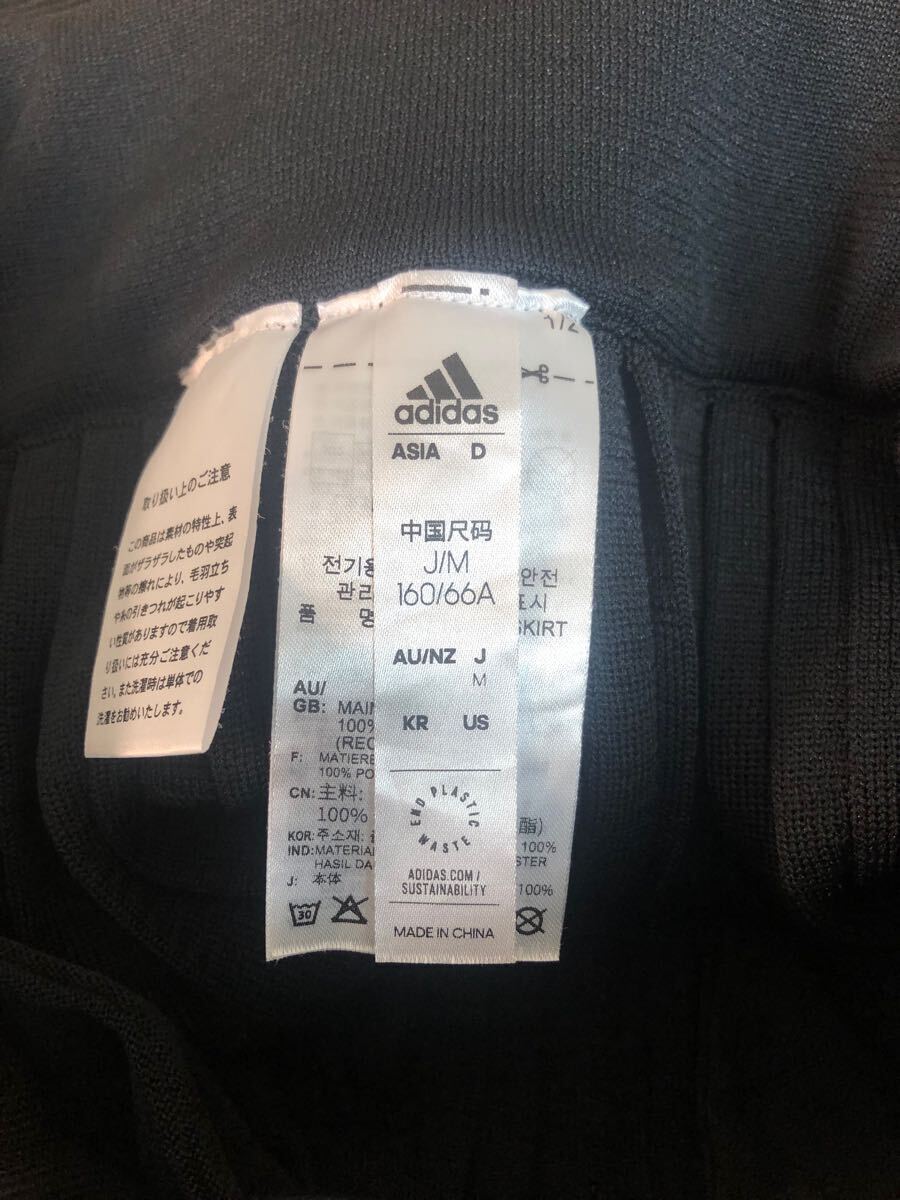 取り扱い上のご注意
この商品は素材の特性上、表
面がザラザラしたものや突起
物等の擦れにより、毛羽立ち
や糸の引きつれが起こりやす
い性質がありますので着用取
り扱いには充分ご注意くだ
さい。また洗濯時は単体での
洗濯をお勧めいたします。
adidas
ASIA D
中国尺码
J/M
160/66A
AU/NZ J
M
KR US
END PLASTIC WASTE
ADIDAS.COM/
SUSTAINABILITY
MADE IN CHINA
전기용 안전
관리 표시
품 명 SKIRT
AU/
GB: MAIN
100%
(REC
F: MATIERE
100% PO
CN: 主料:
100% 酯)
KOR: 주소재:
IND: MATERIAL 100%
HASIL DA STER
J: 本体 100%
30